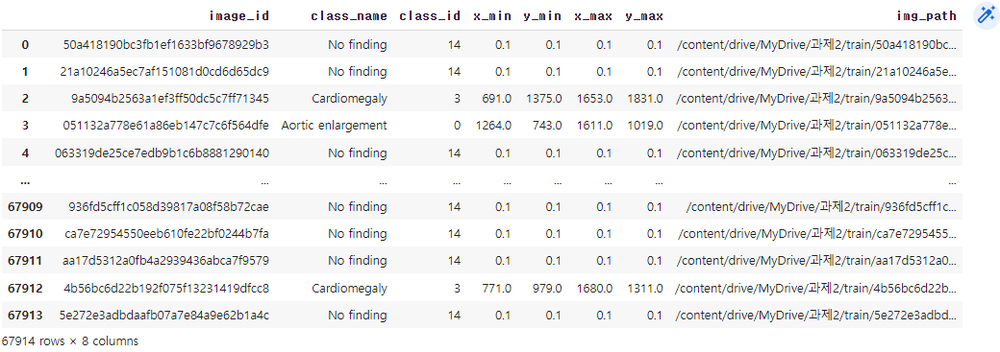 image_id class_name class_id x_min y_min x_max y_max img_path
0 50a418190bc3fb1ef1633bf9678929b3 No finding 14 0.1 0.1 0.1 0.1 /content/drive/MyDrive/과제2/train/50a418190bc...
1 21a10246a5ec7af151081d0cd6d65dc9 No finding 14 0.1 0.1 0.1 0.1 /content/drive/MyDrive/과제2/train/21a10246a5e...
2 9a5094b2563a1ef3ff50dc5c7ff71345 Cardiomegaly 3 691.0 1375.0 1653.0 1831.0 /content/drive/MyDrive/과제2/train/9a5094b2563...
3 051132a778e61a86eb147c7c6f564dfe Aortic enlargement 0 1264.0 743.0 1611.0 1019.0 /content/drive/MyDrive/과제2/train/051132a778e...
4 063319de25ce7edb9b1c6b8881290140 No finding 14 0.1 0.1 0.1 0.1 /content/drive/MyDrive/과제2/train/063319de25c...
... ... ... ... ... ... ... ... ...
67909 936fd5cff1c058d39817a08f58b72cae No finding 14 0.1 0.1 0.1 0.1 /content/drive/MyDrive/과제2/train/936fd5cff1c...
67910 ca7e72954550eeb610fe22bf0244b7fa No finding 14 0.1 0.1 0.1 0.1 /content/drive/MyDrive/과제2/train/ca7e7295455...
67911 aa17d5312a0fb4a2939436abca7f9579 No finding 14 0.1 0.1 0.1 0.1 /content/drive/MyDrive/과제2/train/aa17d5312a0...
67912 4b56bc6d22b192f075f13231419dfcc8 Cardiomegaly 3 771.0 979.0 1680.0 1311.0 /content/drive/MyDrive/과제2/train/4b56bc6d22b...
67913 5e272e3adbdaafb07a7e84a9e62b1a4c No finding 14 0.1 0.1 0.1 0.1 /content/drive/MyDrive/과제2/train/5e272e3adbd...
67914 rows × 8 columns